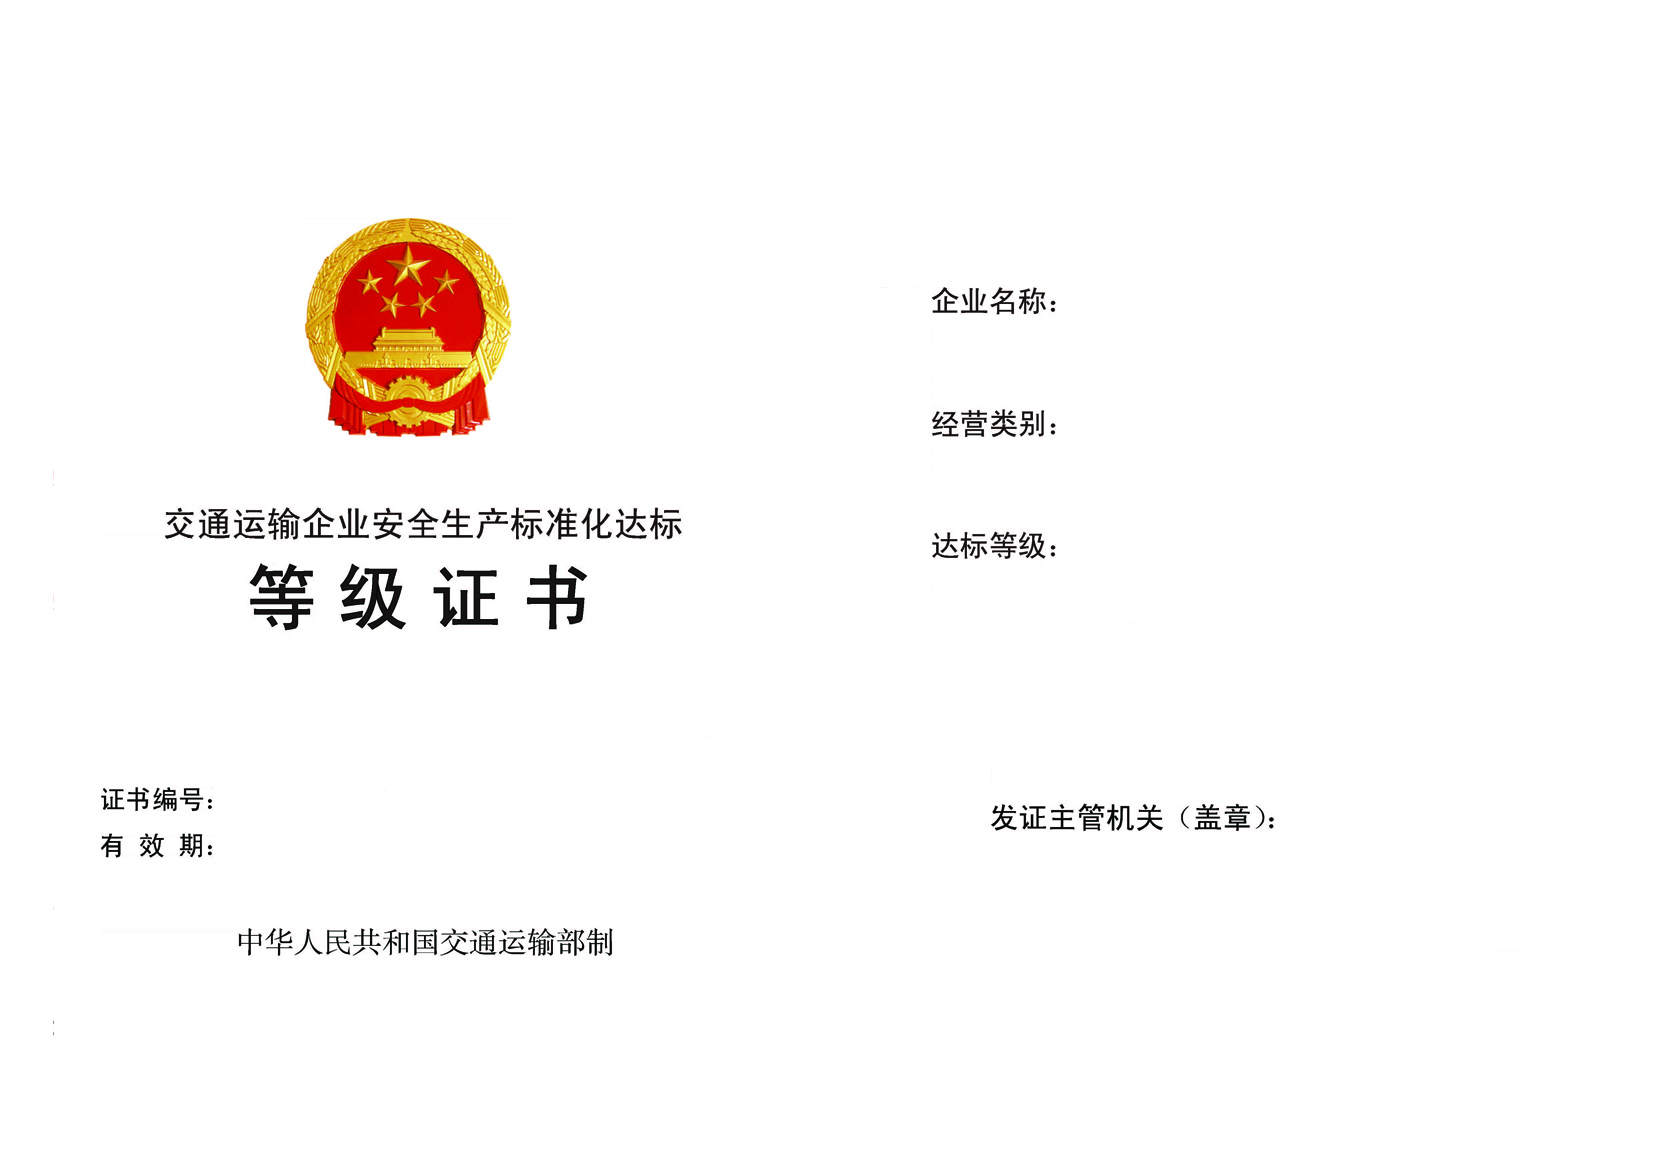 交通运输企业安全生产标准化达标
等级证书
证书编号：
有 效 期：
中华人民共和国交通运输部制
企业名称：
经营类别：
达标等级：
发证主管机关（盖章）：